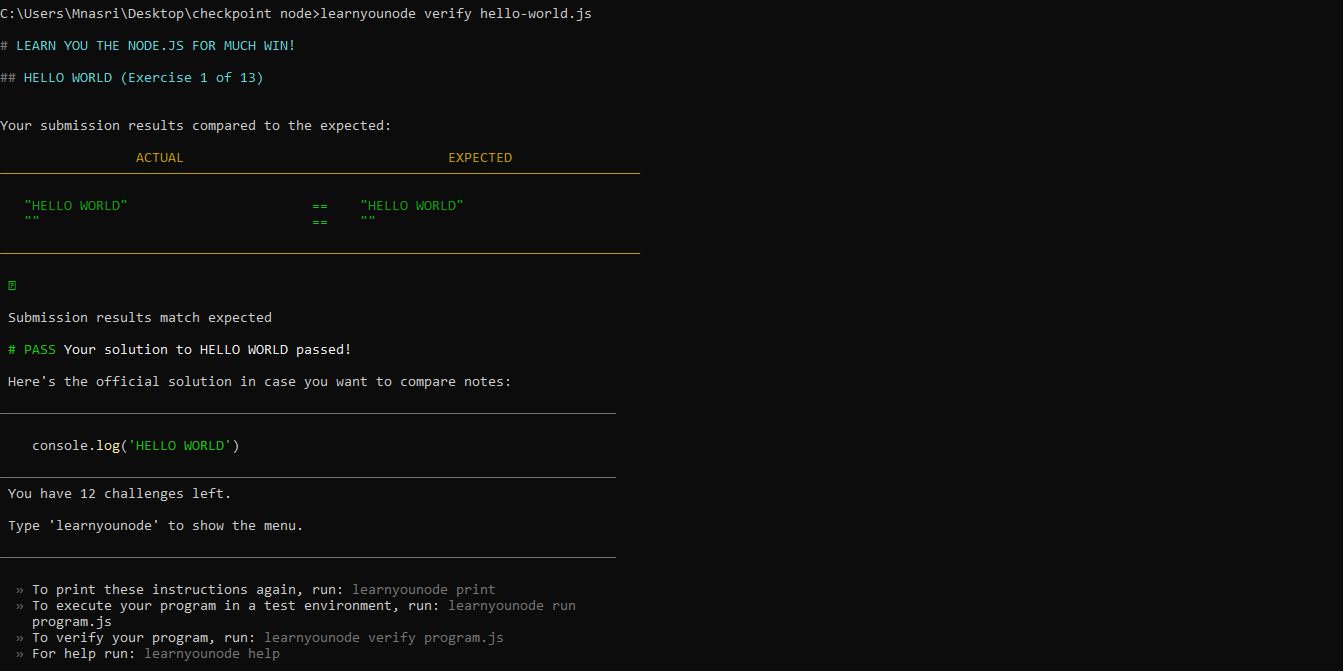 C:\Users\Mnasri\Desktop\checkpoint node>learnyounode verify hello-world.js
# LEARN YOU THE NODE.JS FOR MUCH WIN!
## HELLO WORLD (Exercise 1 of 13)
Your submission results compared to the expected:
ACTUAL EXPECTED
"HELLO WORLD" == "HELLO WORLD"
"" == ""
Submission results match expected
# PASS Your solution to HELLO WORLD passed!
Here's the official solution in case you want to compare notes:
console.log('HELLO WORLD')
You have 12 challenges left.
Type 'learnyounode' to show the menu.
» To print these instructions again, run: learnyounode print
» To execute your program in a test environment, run: learnyounode run
program.js
» To verify your program, run: learnyounode verify program.js
» For help run: learnyounode help